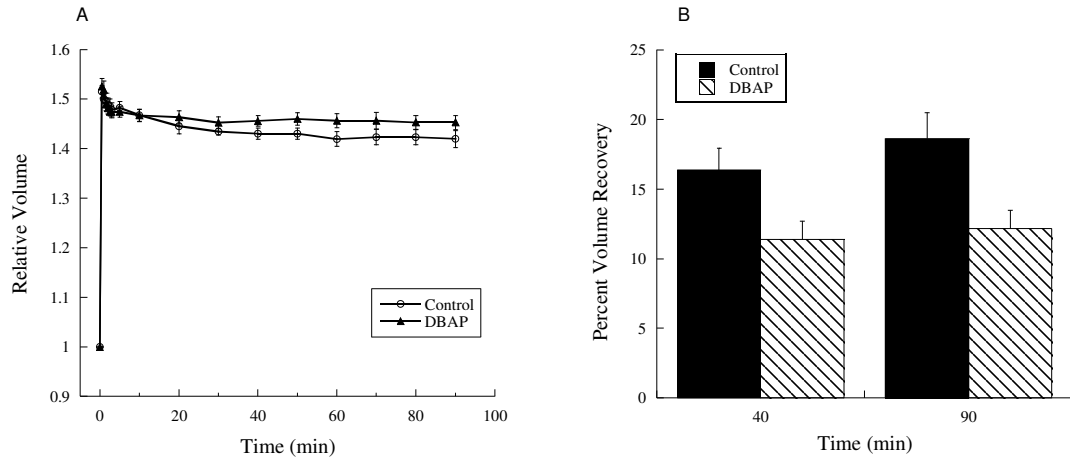 A
1.6
1.5
1.4
1.3
1.2
1.1
1
0.9
Relative Volume
Control
DBAP
0 20 40 60 80 100
Time (min)
B
25
20
15
10
5
0
Percent Volume Recovery
Control
DBAP
40 90
Time (min)